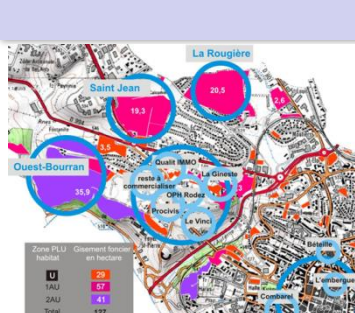 La Rougière
Saint Jean
20,5
2,6
19,3
3,5
Ouest-Bourran
35,9
Qualit IMMO
La Gineste
reste à
commercialiser
OPH Rodez
Procivis
Le Vinci
Zone PLU
habitat
Gisement foncier
en hectare
U 29
1AU 57
2AU 41
Total 127
Bételle
L'embergue
Combarel